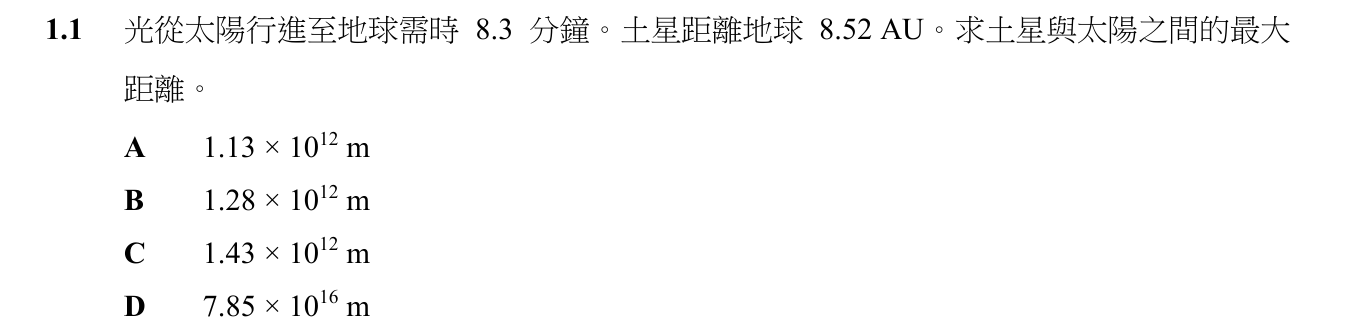 1.1 光從太陽行進至地球需時 8.3 分鐘。土星距離地球 8.52 AU。求土星與太陽之間的最大
距離。
A 1.13 × 10¹² m
B 1.28 × 10¹² m
C 1.43 × 10¹² m
D 7.85 × 10¹⁶ m